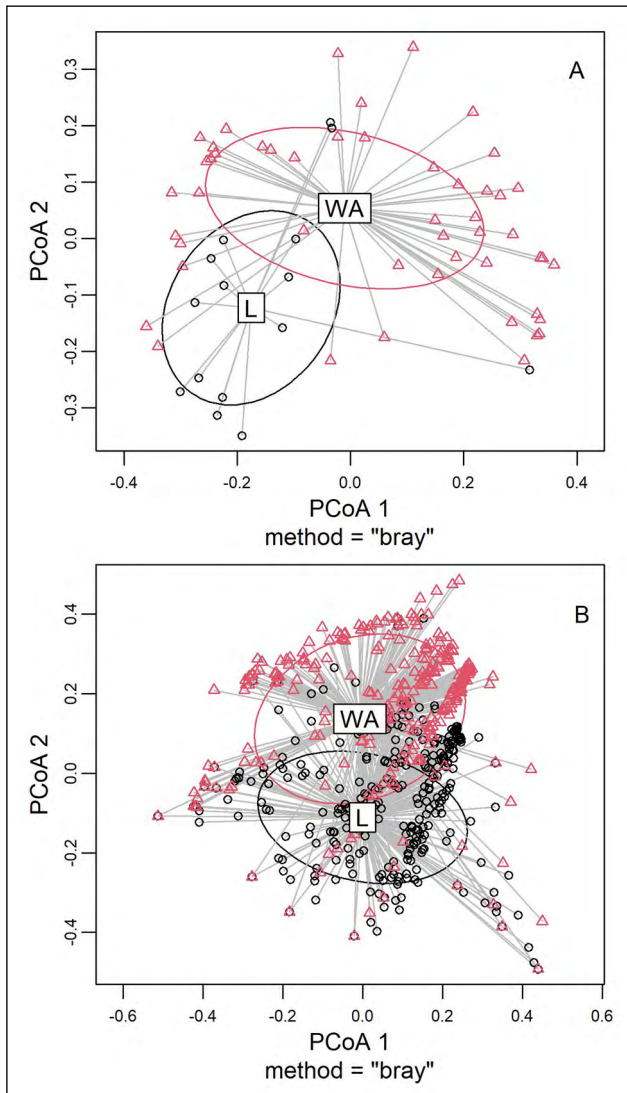 A
0.3
0.2
0.1
0.0
-0.1
-0.3
PCoA 2
WA
L
-0.4 -0.2 0.0 0.2 0.4
PCoA 1
method = "bray"
B
0.4
0.2
0.0
-0.2
-0.4
PCoA 2
WA
L
-0.6 -0.4 -0.2 0.0 0.2 0.4 0.6
PCoA 1
method = "bray"